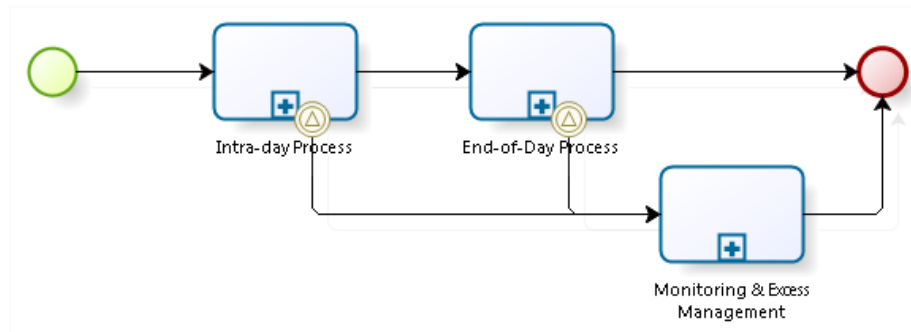 Intra-day Process
End-of-Day Process
Monitoring & Excess
Management